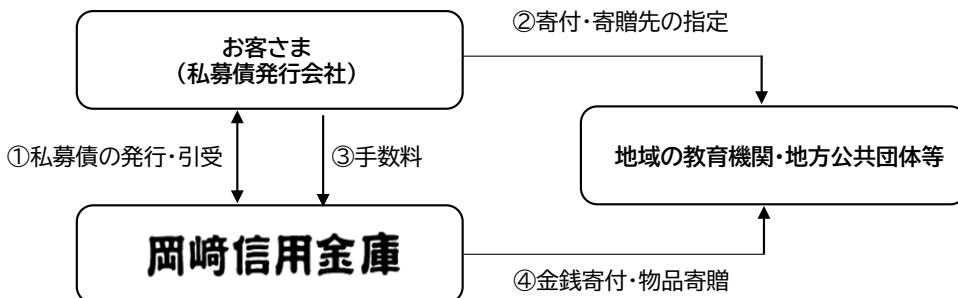 ②寄付・寄贈先の指定
お客さま
（私募債発行会社）
①私募債の発行・引受
③手数料
地域の教育機関・地方公共団体等
岡崎信用金庫
④金銭寄付・物品寄贈